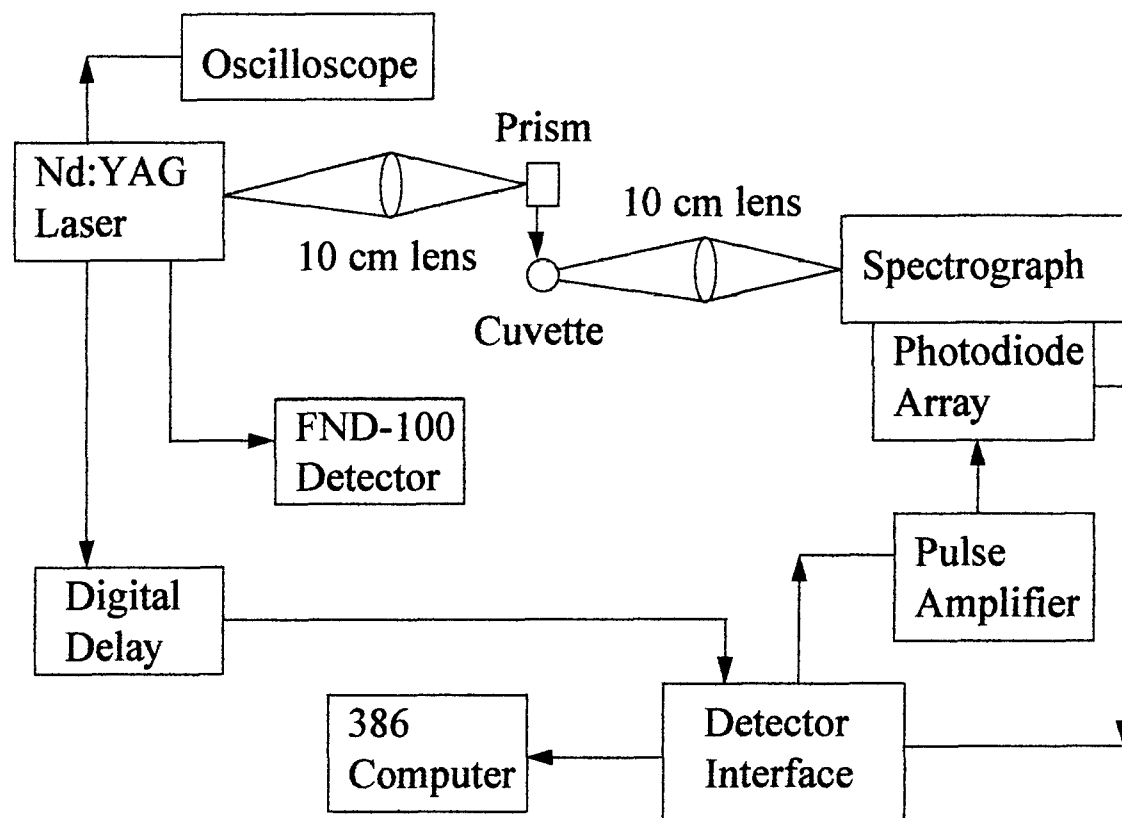 Oscilloscope
Prism
Nd:YAG
Laser
10 cm lens
10 cm lens
Spectrograph
Cuvette
Photodiode
Array
FND-100
Detector
Pulse
Amplifier
Digital
Delay
386
Computer
Detector
Interface